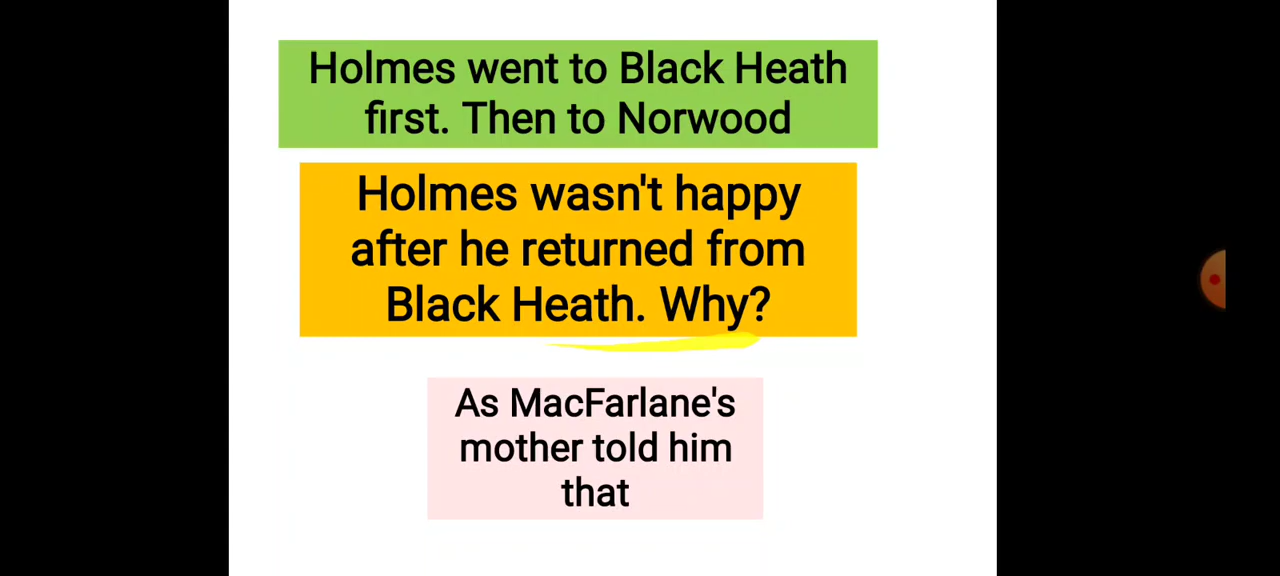 Holmes went to Black Heath
first. Then to Norwood
Holmes wasn't happy
after he returned from
Black Heath. Why?
As MacFarlane's
mother told him
that